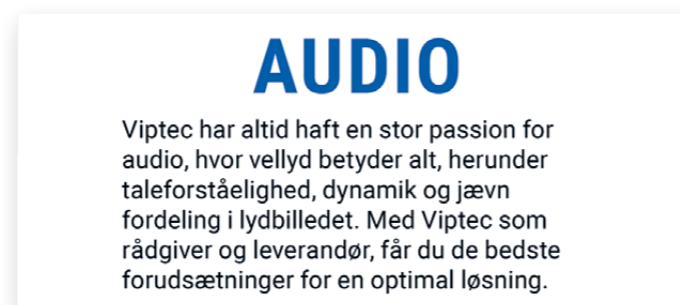 AUDIO
Viptec har altid haft en stor passion for
audio, hvor vellyd betyder alt, herunder
taleforståelighed, dynamik og jævn
fordeling i lydbilledet. Med Viptec som
rådgiver og leverandør, får du de bedste
forudsætninger for en optimal løsning.